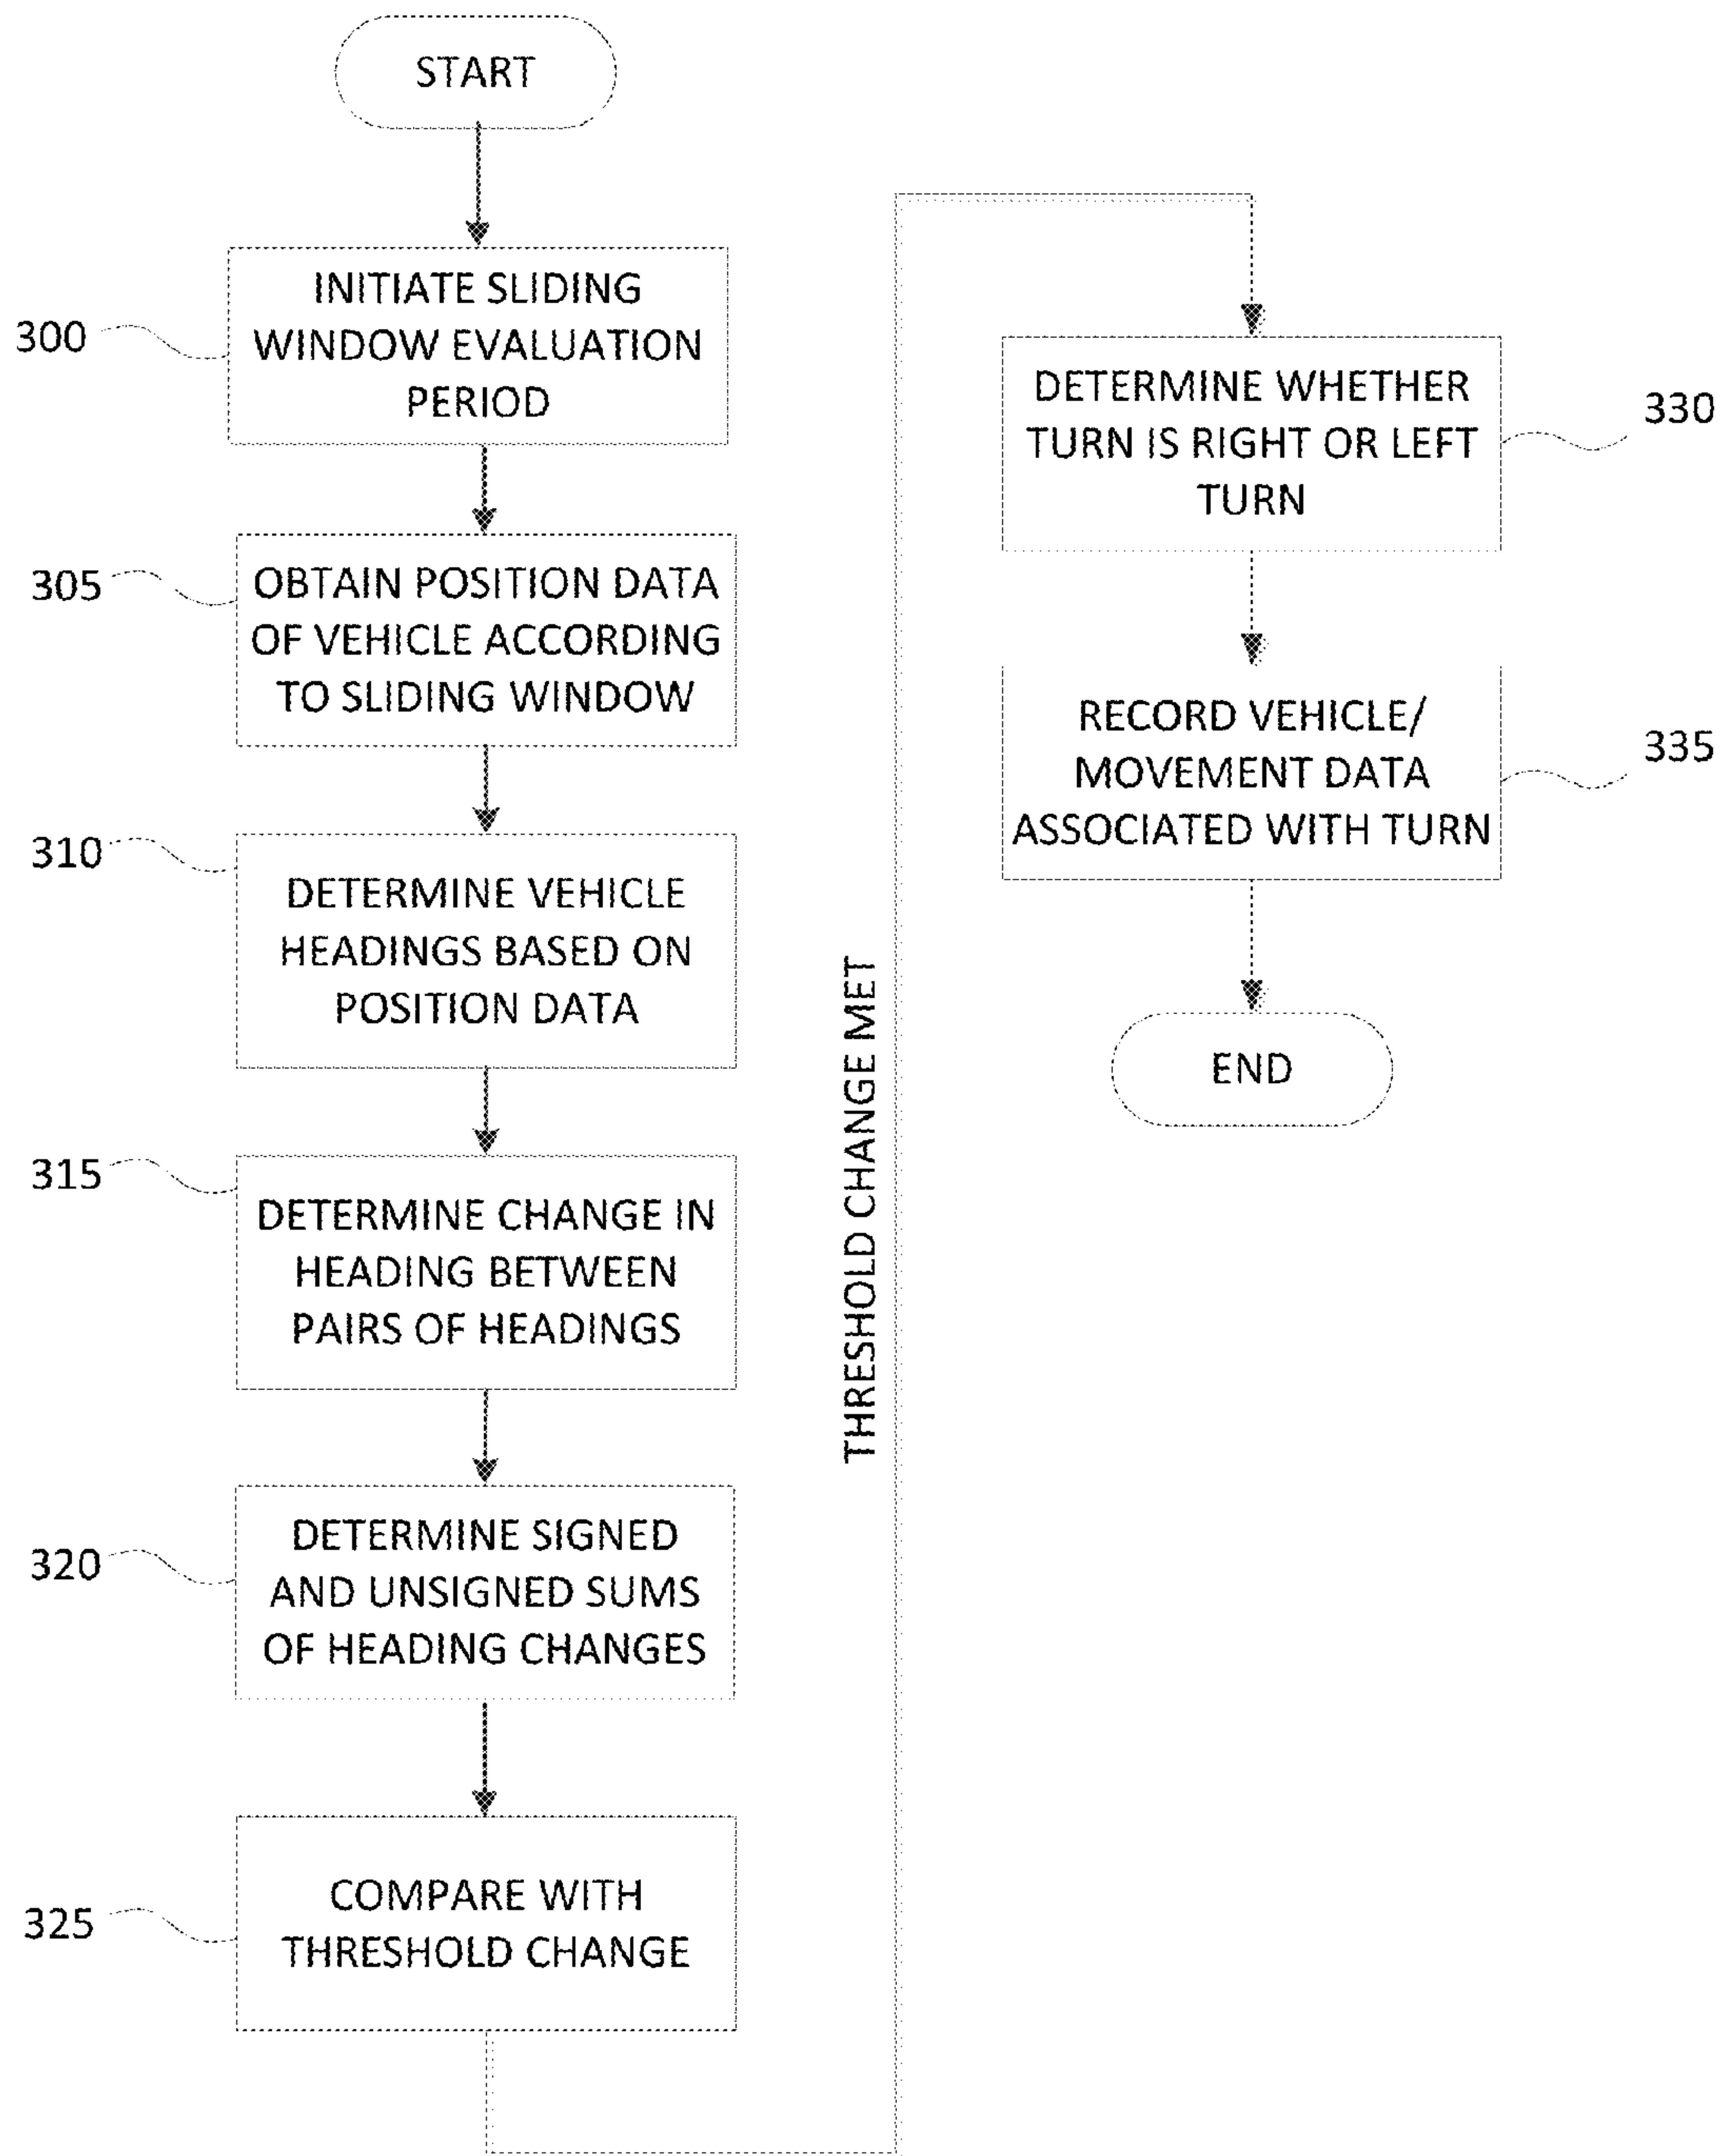 START
300
INITIATE SLIDING
WINDOW EVALUATION
PERIOD
305
OBTAIN POSITION DATA
OF VEHICLE ACCORDING
TO SLIDING WINDOW
310
DETERMINE VEHICLE
HEADINGS BASED ON
POSITION DATA
315
DETERMINE CHANGE IN
HEADING BETWEEN
PAIRS OF HEADINGS
320
DETERMINE SIGNED
AND UNSIGNED SUMS
OF HEADING CHANGES
325
COMPARE WITH
THRESHOLD CHANGE
THRESHOLD CHANGE MET
DETERMINE WHETHER
TURN IS RIGHT OR LEFT
TURN
330
RECORD VEHICLE/
MOVEMENT DATA
ASSOCIATED WITH TURN
335
END